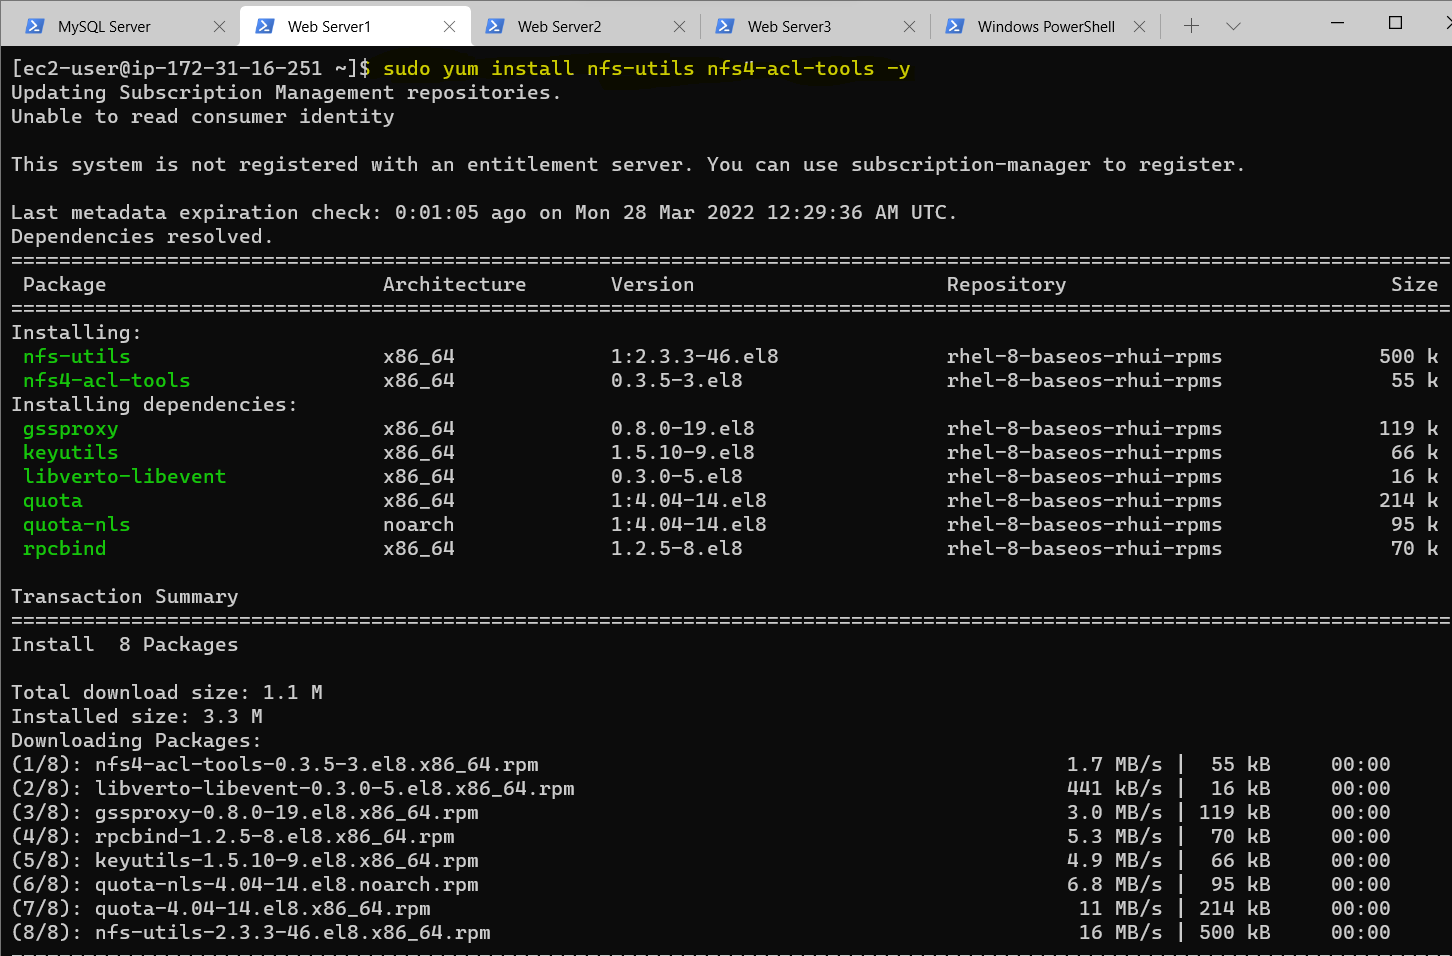 MySQL Server Web Server1 Web Server2 Web Server3 Windows PowerShell
[ec2-user@ip-172-31-16-251 ~]$ sudo yum install nfs-utils nfs4-acl-tools -y
Updating Subscription Management repositories.
Unable to read consumer identity
This system is not registered with an entitlement server. You can use subscription-manager to register.
Last metadata expiration check: 0:01:05 ago on Mon 28 Mar 2022 12:29:36 AM UTC.
Dependencies resolved.
================================================================================
Package Architecture Version Repository Size
================================================================================
Installing:
nfs-utils x86_64 1:2.3.3-46.el8 rhel-8-baseos-rhui-rpms 500 k
nfs4-acl-tools x86_64 0.3.5-3.el8 rhel-8-baseos-rhui-rpms 55 k
Installing dependencies:
gssproxy x86_64 0.8.0-19.el8 rhel-8-baseos-rhui-rpms 119 k
keyutils x86_64 1.5.10-9.el8 rhel-8-baseos-rhui-rpms 66 k
libverto-libevent x86_64 0.3.0-5.el8 rhel-8-baseos-rhui-rpms 16 k
quota x86_64 1:4.04-14.el8 rhel-8-baseos-rhui-rpms 214 k
quota-nls noarch 1:4.04-14.el8 rhel-8-baseos-rhui-rpms 95 k
rpcbind x86_64 1.2.5-8.el8 rhel-8-baseos-rhui-rpms 70 k
Transaction Summary
================================================================================
Install 8 Packages
Total download size: 1.1 M
Installed size: 3.3 M
Downloading Packages:
(1/8): nfs4-acl-tools-0.3.5-3.el8.x86_64.rpm 1.7 MB/s | 55 kB 00:00
(2/8): libverto-libevent-0.3.0-5.el8.x86_64.rpm 441 kB/s | 16 kB 00:00
(3/8): gssproxy-0.8.0-19.el8.x86_64.rpm 3.0 MB/s | 119 kB 00:00
(4/8): rpcbind-1.2.5-8.el8.x86_64.rpm 5.3 MB/s | 70 kB 00:00
(5/8): keyutils-1.5.10-9.el8.x86_64.rpm 4.9 MB/s | 66 kB 00:00
(6/8): quota-nls-4.04-14.el8.noarch.rpm 6.8 MB/s | 95 kB 00:00
(7/8): quota-4.04-14.el8.x86_64.rpm 11 MB/s | 214 kB 00:00
(8/8): nfs-utils-2.3.3-46.el8.x86_64.rpm 16 MB/s | 500 kB 00:00